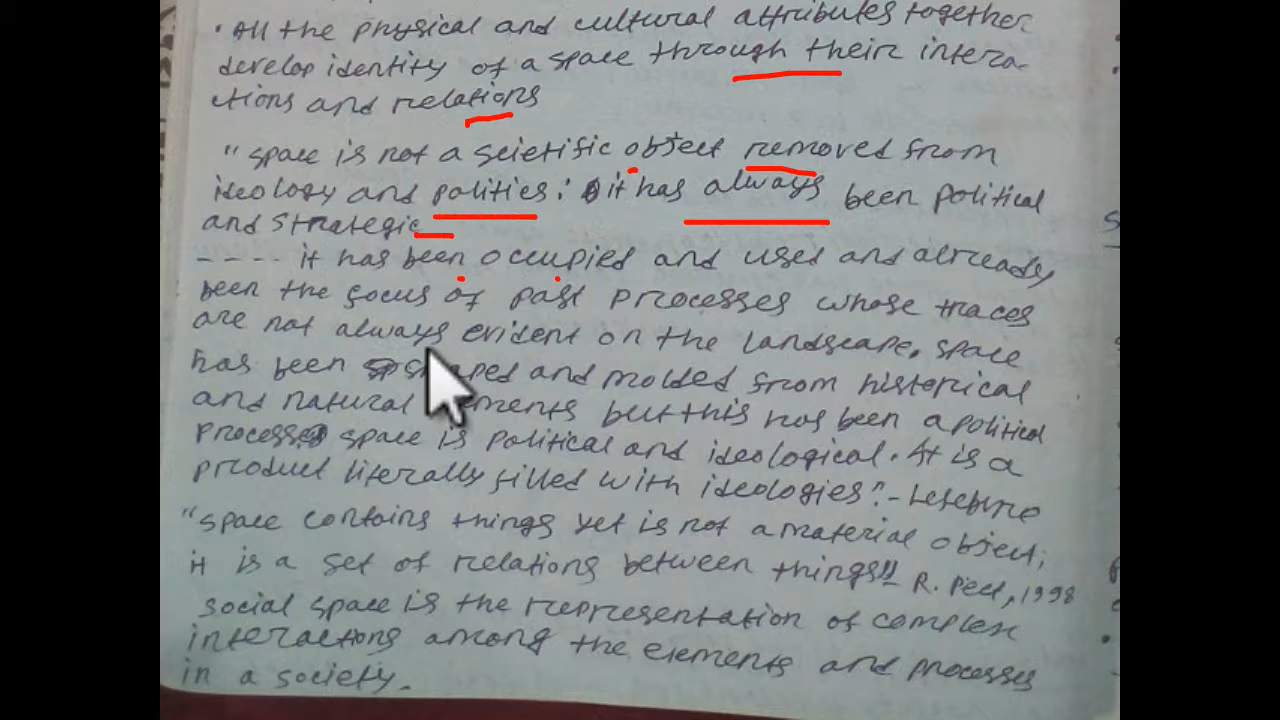 . All the physical and cultural attributes together
develop identity of a space through their intera-
ctions and relations
"space is not a scietific object removed from
ideology and politics: it has always been political
and strategic
---- it has been occupied and used and already
been the focus of past processes whose traces
are not always evident on the landscape. space
has been shaped and molded from historical
and natural ments but this has been a political
process space is political and ideological. It is a
product literally filled with ideologies". - Lefebvre
"space contains things yet is not a material object;
it is a set of relations between things" R. Peet, 1998
social space is the representation of complex
interactions among the elements and processes
in a society.